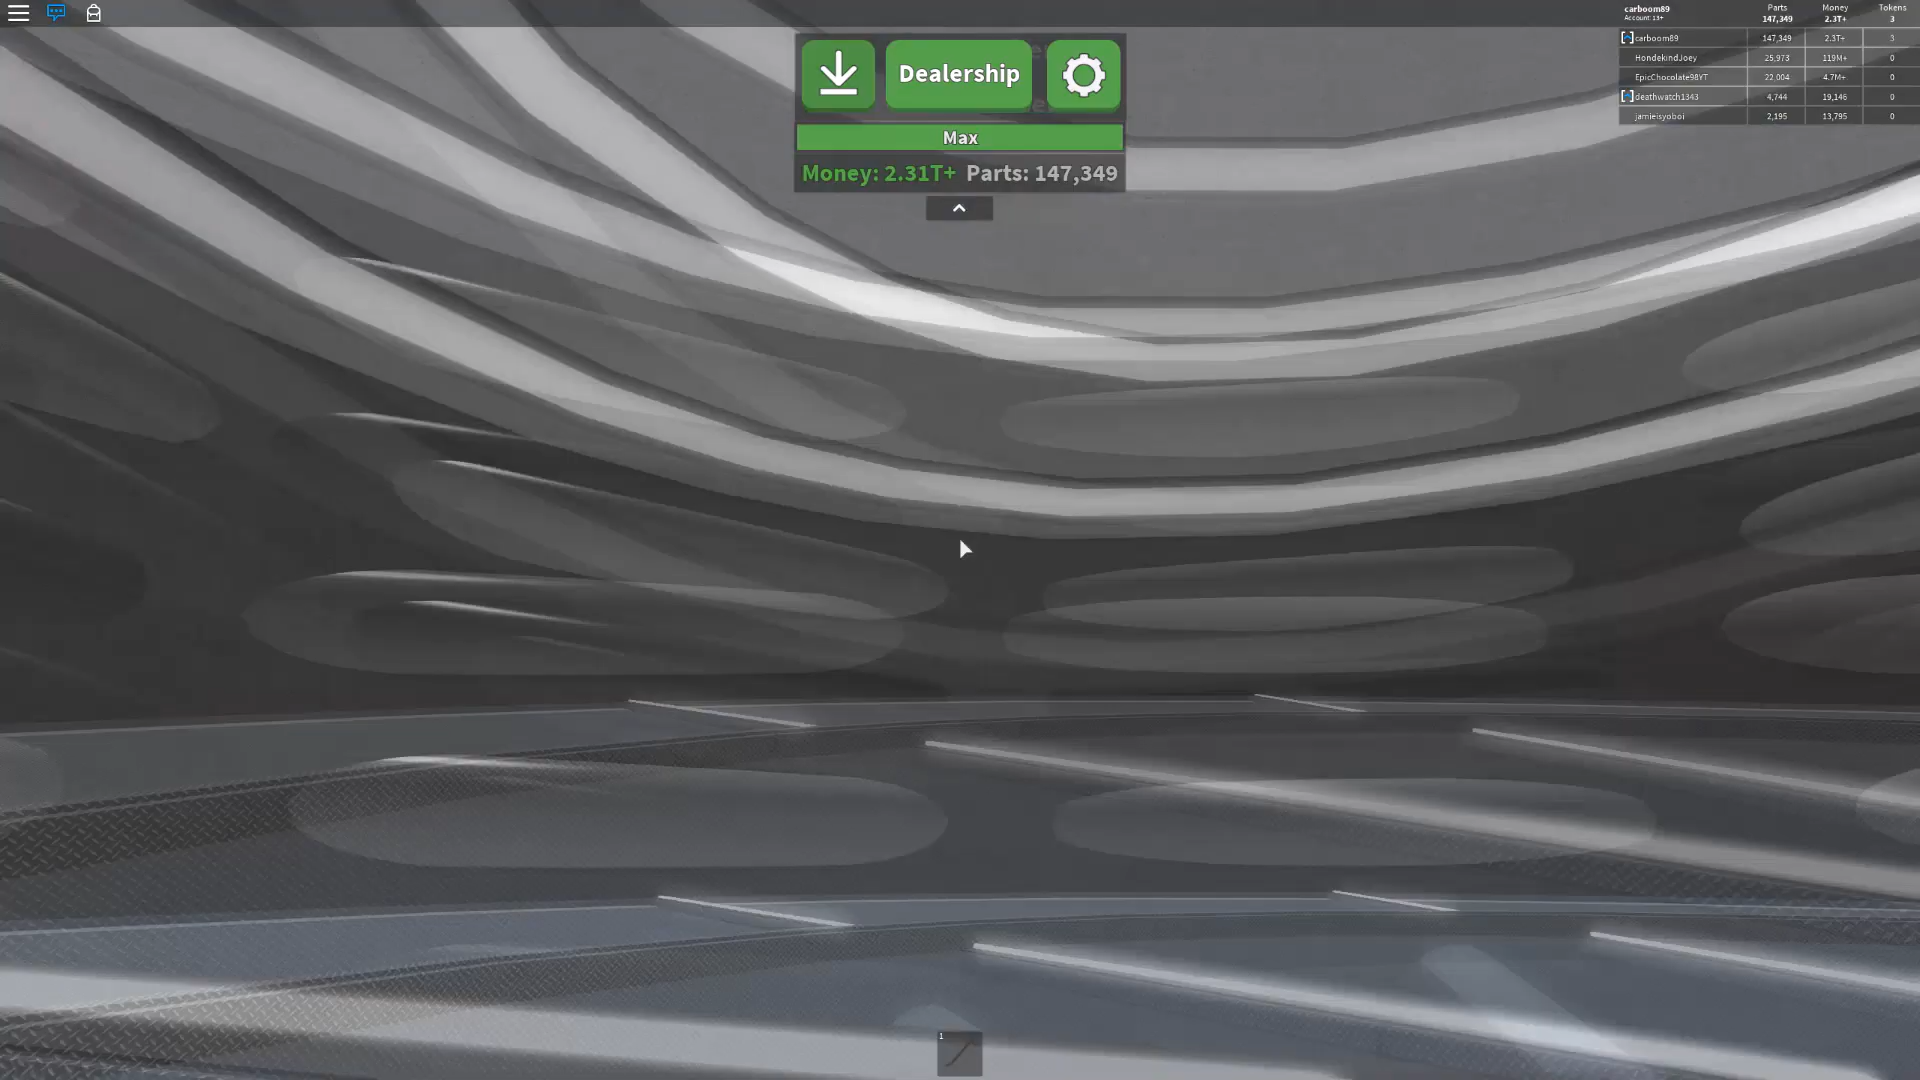 carboom89 Parts Money Tokens
Account: 13+ 147,349 2.3T+ 3
carboom89 147,349 2.3T+ 3
HondekindJoey 25,973 119M+ 0
EpicChocolate98YT 22,004 4.7M+ 0
deathwatch1343 4,744 19,146 0
jamieisyoboi 2,195 13,795 0
Dealership
Max
Money: 2.31T+ Parts: 147,349
1